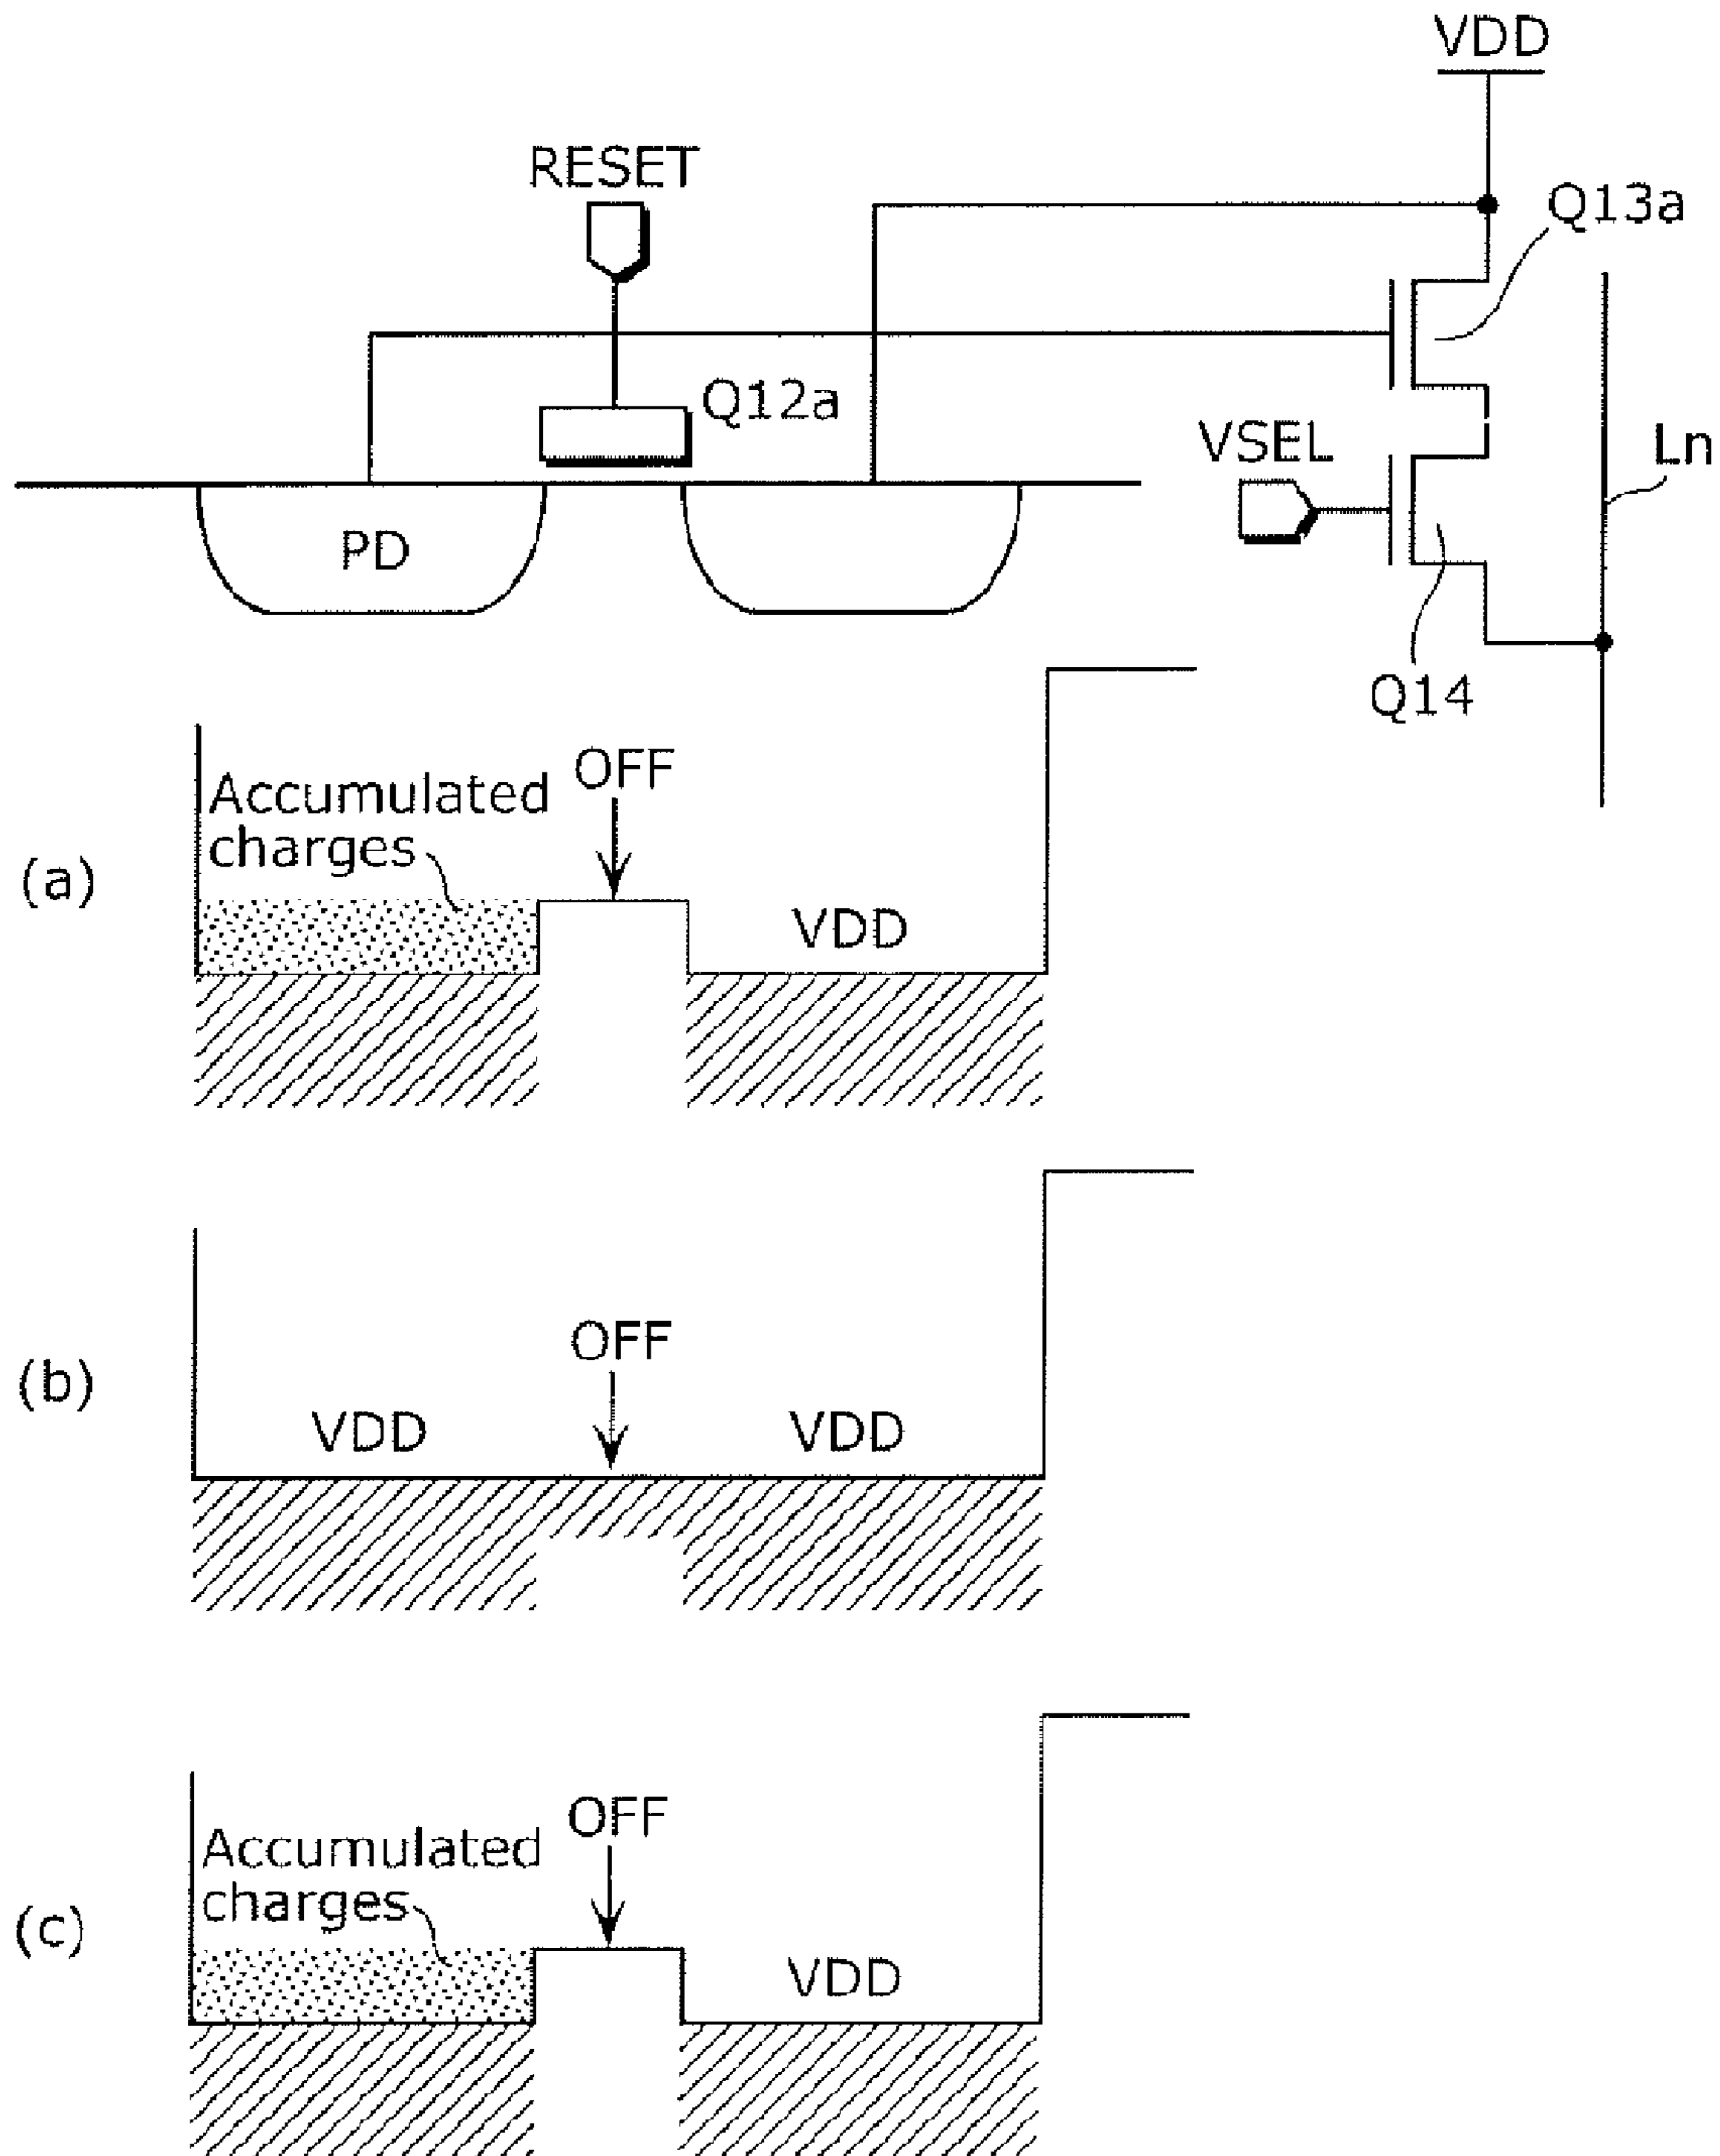 VDD
RESET
Q13a
Q12a
VSEL
Ln
PD
Q14
(a)
Accumulated
charges
OFF
VDD
(b)
OFF
VDD
VDD
(c)
Accumulated
charges
OFF
VDD